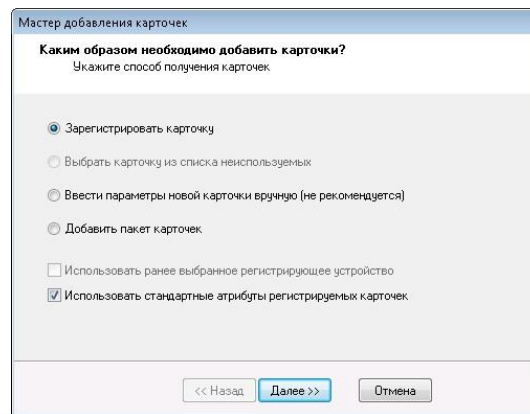 Мастер добавления карточек
Каким образом необходимо добавить карточки?
Укажите способ получения карточек
Зарегистрировать карточку
Выбрать карточку из списка неиспользуемых
Ввести параметры новой карточки вручную (не рекомендуется)
Добавить пакет карточек
Использовать ранее выбранное регистрирующее устройство
Использовать стандартные атрибуты регистрируемых карточек
<< Назад Далее >> Отмена